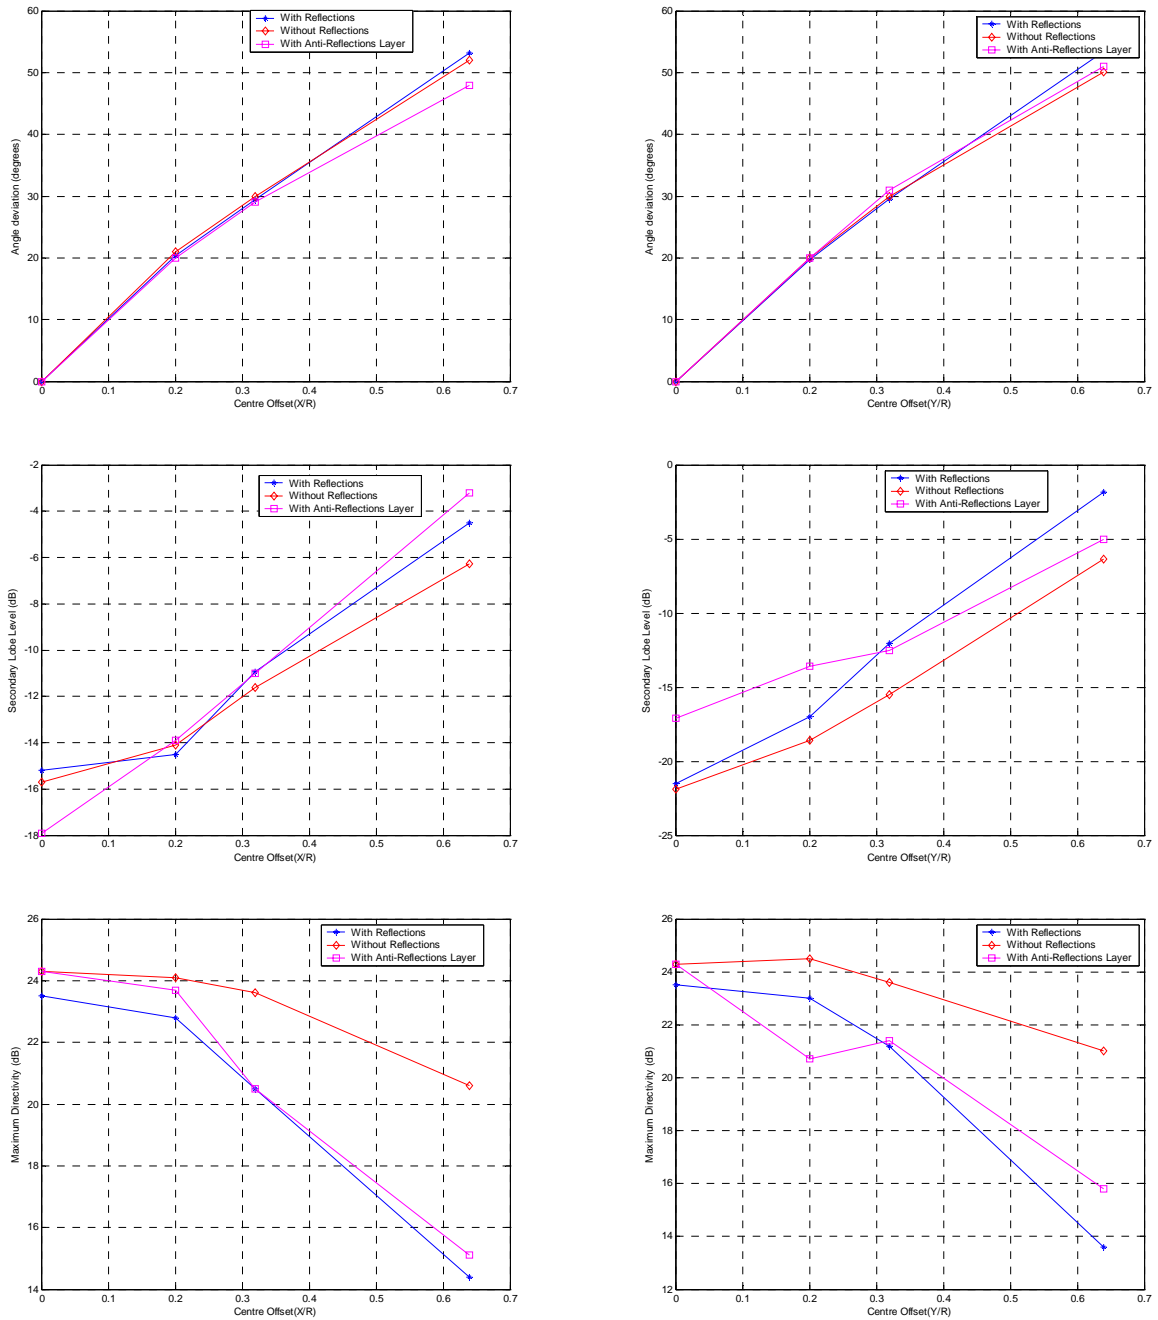 60
50
40
30
20
10
0
0 0.1 0.2 0.3 0.4 0.5 0.6 0.7
Angle deviation (degrees)
Centre Offset(X/R)
With Reflections
Without Reflections
With Anti-Reflections Layer
60
50
40
30
20
10
0
0 0.1 0.2 0.3 0.4 0.5 0.6 0.7
Angle deviation (degrees)
Centre Offset(Y/R)
With Reflections
Without Reflections
With Anti-Reflections Layer
-2
-4
-6
-8
-10
-12
-14
-16
-18
0 0.1 0.2 0.3 0.4 0.5 0.6 0.7
Secondary Lobe Level (dB)
Centre Offset(X/R)
With Reflections
Without Reflections
With Anti-Reflections Layer
0
-5
-10
-15
-20
-25
0 0.1 0.2 0.3 0.4 0.5 0.6 0.7
Secondary Lobe Level (dB)
Centre Offset(Y/R)
With Reflections
Without Reflections
With Anti-Reflections Layer
26
24
22
20
18
16
14
0 0.1 0.2 0.3 0.4 0.5 0.6 0.7
Maximum Directivity (dB)
Centre Offset(X/R)
With Reflections
Without Reflections
With Anti-Reflections Layer
26
24
22
20
18
16
14
12
0 0.1 0.2 0.3 0.4 0.5 0.6 0.7
Maximum Directivity (dB)
Centre Offset(Y/R)
With Reflections
Without Reflections
With Anti-Reflections Layer